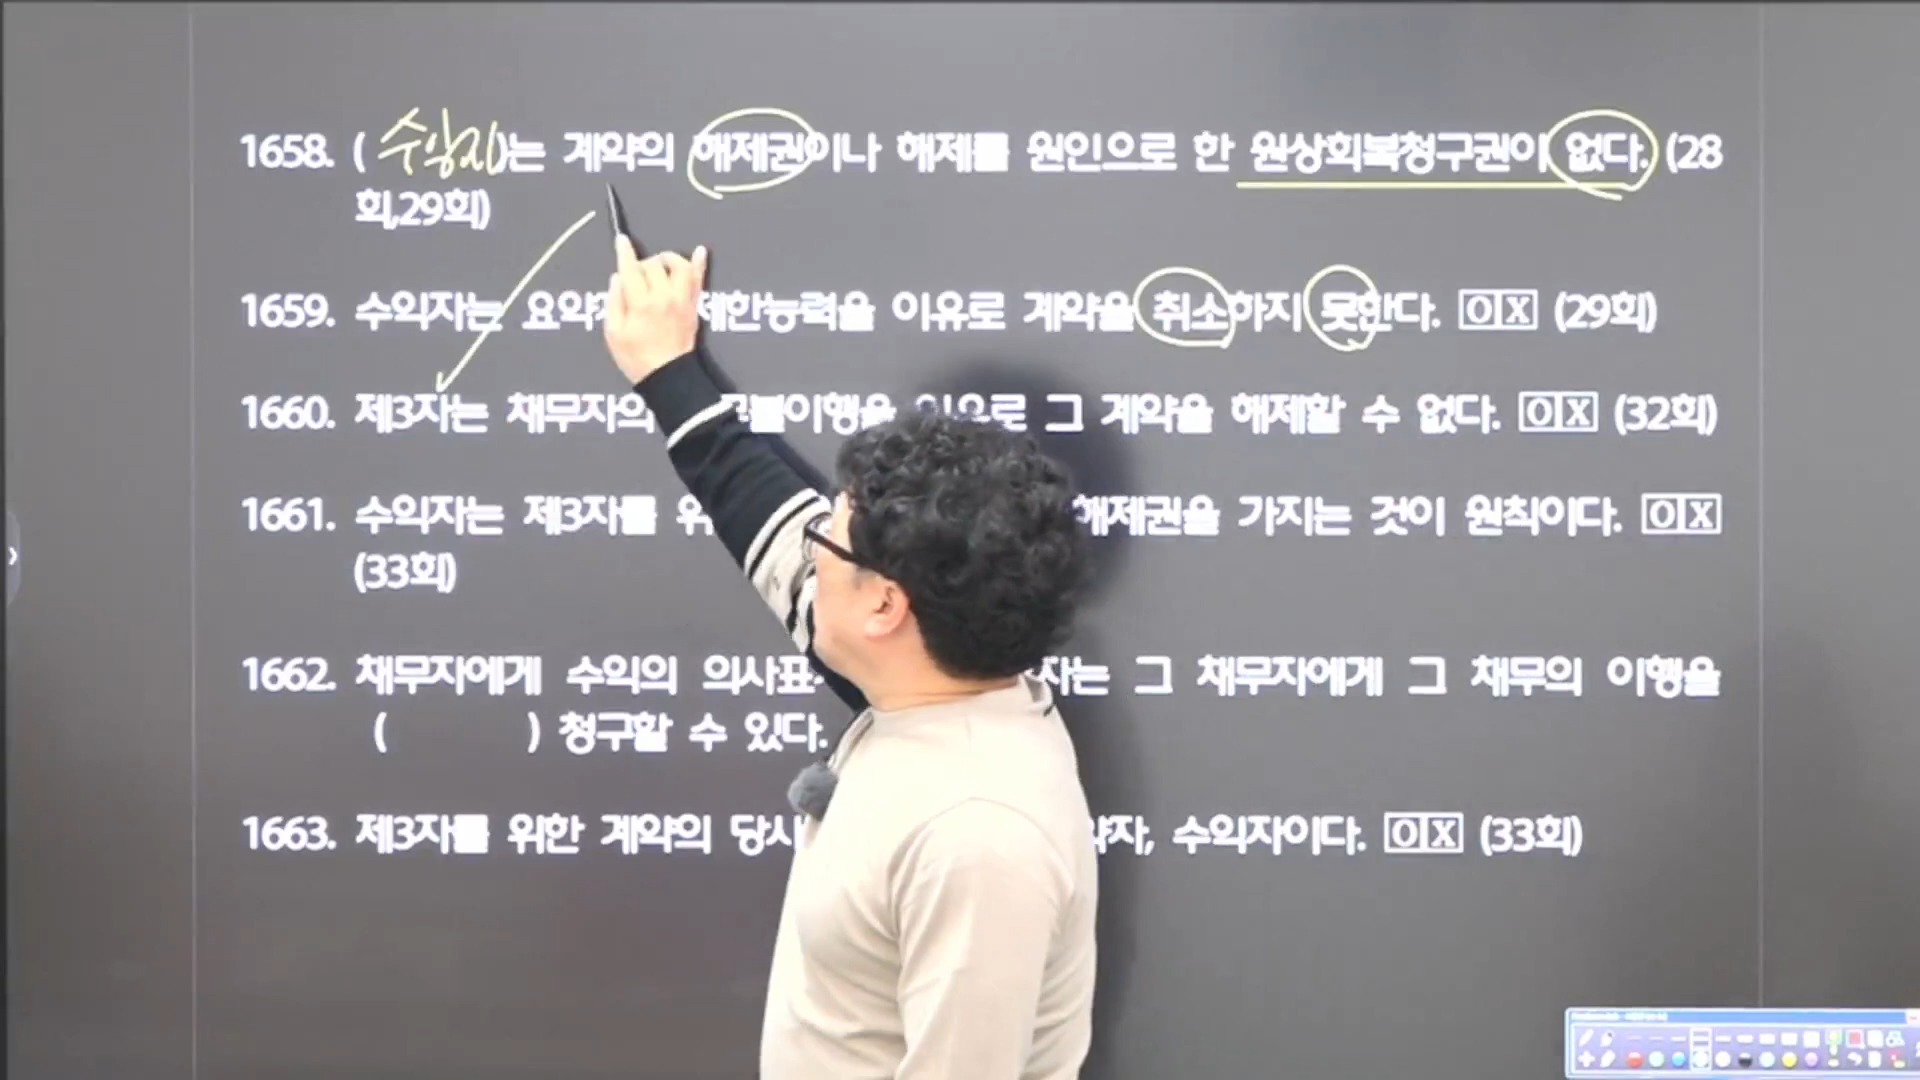 1658. ( 수익자)는 계약의 해제권이나 해제를 원인으로 한 원상회복청구권이 없다. (28
회,29회)
1659. 수익자는 요약 제한능력을 이유로 계약을 취소하지 못한다. O X (29회)
1660. 제3자는 채무자의 불이행을 이유로 그 계약을 해제할 수 없다. O X (32회)
1661. 수익자는 제3자를 위 해제권을 가지는 것이 원칙이다. O X
(33회)
1662. 채무자에게 수익의 의사표 자는 그 채무자에게 그 채무의 이행을
( ) 청구할 수 있다.
1663. 제3자를 위한 계약의 당사 약자, 수익자이다. O X (33회)